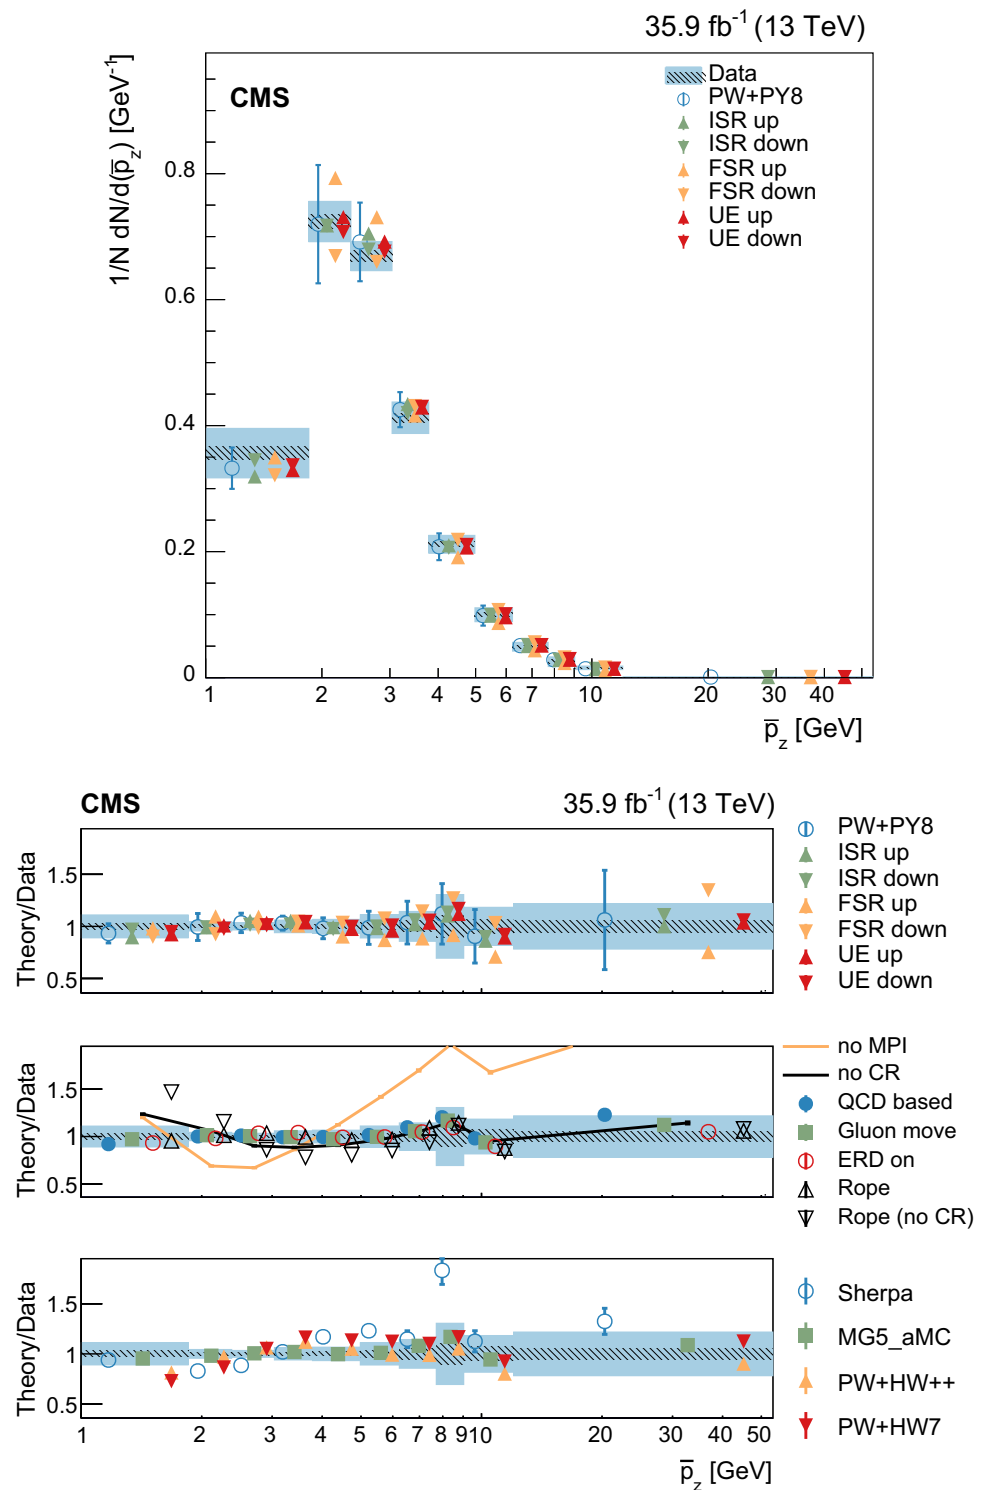 35.9 fb⁻¹ (13 TeV)
CMS
1/N dN/d(p̅_z) [GeV⁻¹]
Data
PW+PY8
ISR up
ISR down
FSR up
FSR down
UE up
UE down
0.8
0.6
0.4
0.2
0
1 2 3 4 5 6 7 10 20 30 40
p̅_z [GeV]
CMS 35.9 fb⁻¹ (13 TeV)
Theory/Data
1.5
1
0.5
PW+PY8
ISR up
ISR down
FSR up
FSR down
UE up
UE down
Theory/Data
1.5
1
0.5
no MPI
no CR
QCD based
Gluon move
ERD on
Rope
Rope (no CR)
Theory/Data
1.5
1
0.5
Sherpa
MG5_aMC
PW+HW++
PW+HW7
1 2 3 4 5 6 7 8 910 20 30 40 50
p̅_z [GeV]